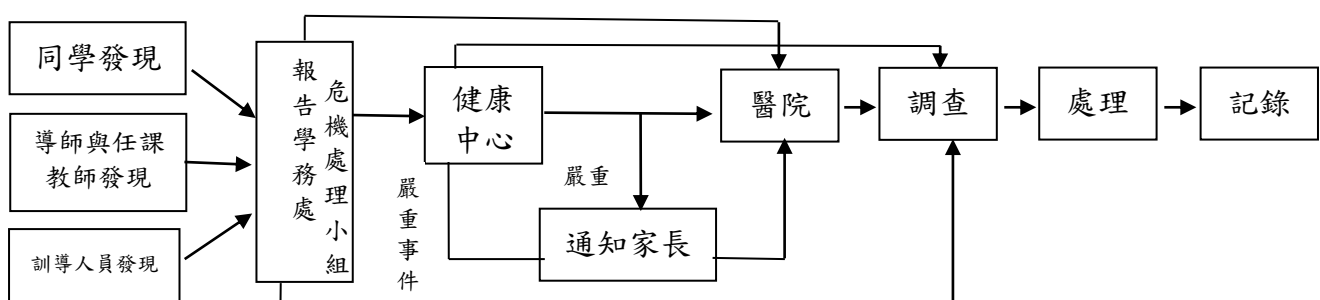 同學發現
導師與任課
教師發現
訓導人員發現
報告學務處
危機處理小組
嚴重事件
健康
中心
嚴重
通知家長
醫院
調查
處理
記錄